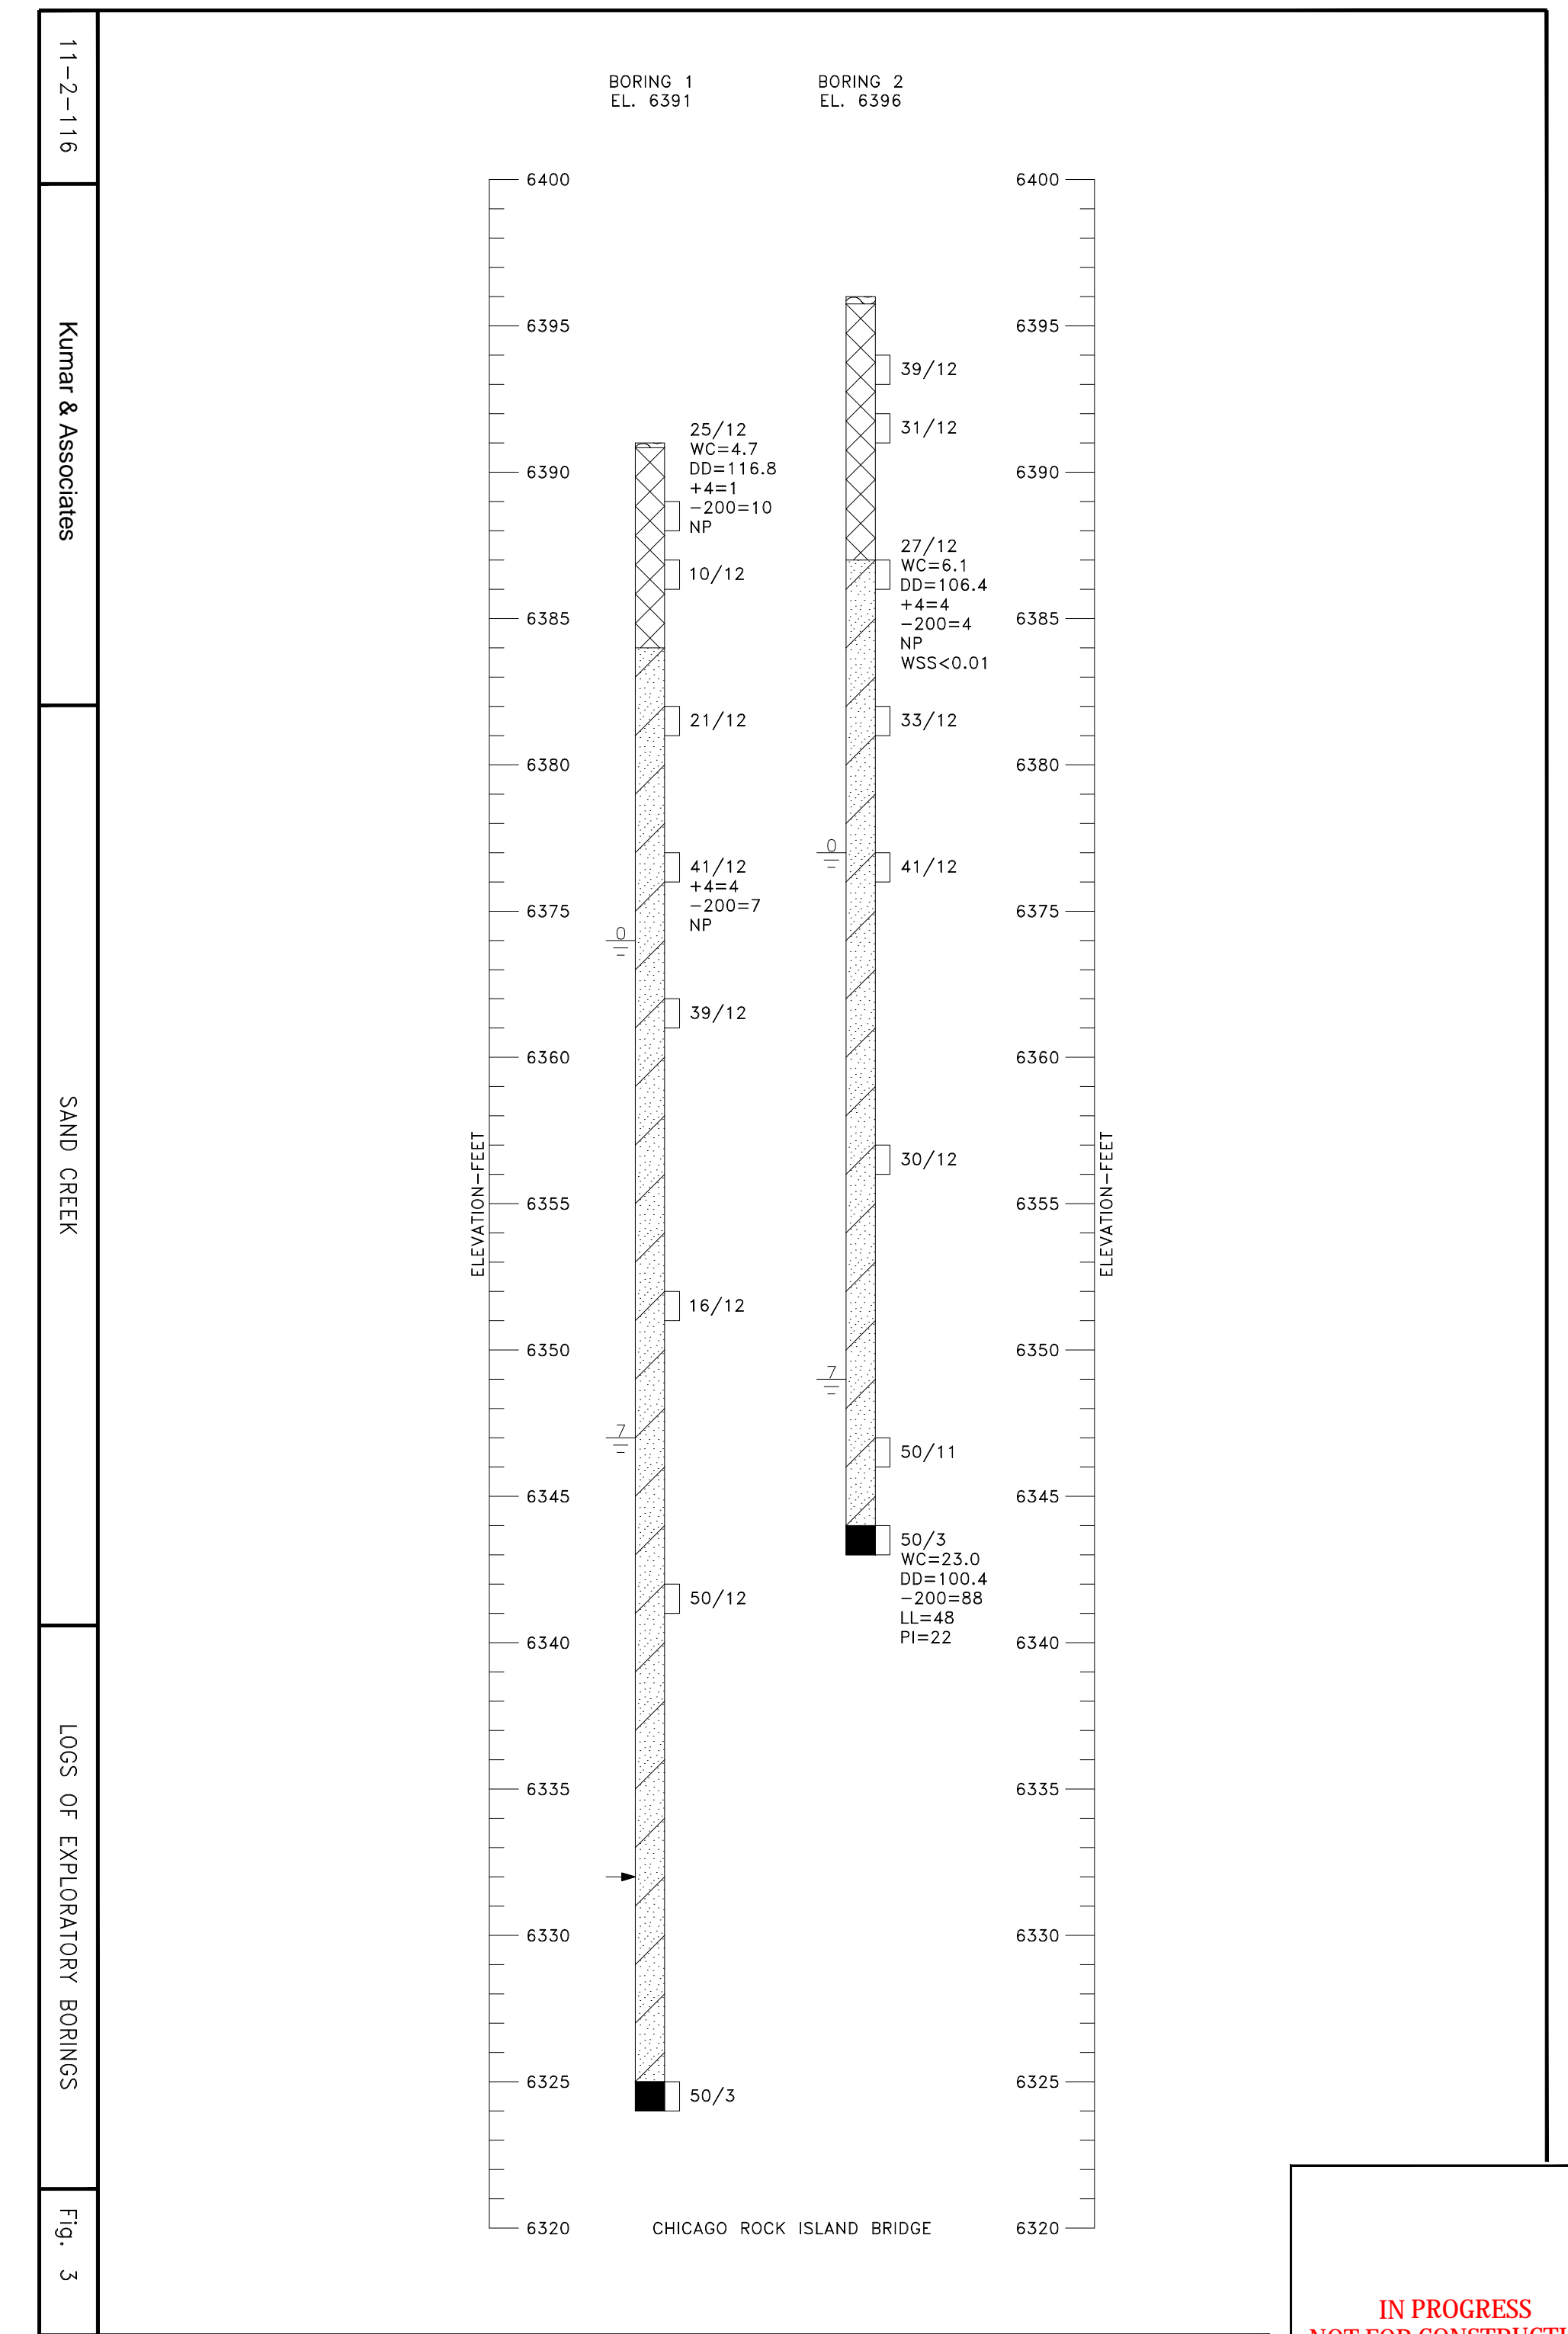 11-2-116
Kumar & Associates
SAND CREEK
LOGS OF EXPLORATORY BORINGS
Fig. 3
BORING 1
EL. 6391
BORING 2
EL. 6396
6400
6395
6390
6385
6380
6375
6360
6355
6350
6345
6340
6335
6330
6325
6320
ELEVATION-FEET
25/12
WC=4.7
DD=116.8
+4=1
-200=10
NP
10/12
21/12
41/12
+4=4
-200=7
NP
0
39/12
16/12
7
50/12
50/3
39/12
31/12
27/12
WC=6.1
DD=106.4
+4=4
-200=4
NP
WSS<0.01
33/12
0
41/12
30/12
7
50/11
50/3
WC=23.0
DD=100.4
-200=88
LL=48
PI=22
6400
6395
6390
6385
6380
6375
6360
6355
6350
6345
6340
6335
6330
6325
6320
ELEVATION-FEET
CHICAGO ROCK ISLAND BRIDGE
IN PROGRESS
NOT FOR